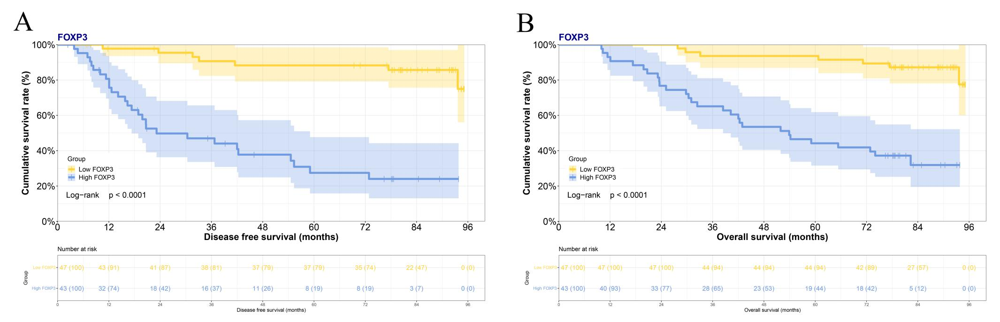 A
FOXP3
100%
80%
60%
40%
20%
0%
Cumulative survival rate (%)
Group
Low FOXP3
High FOXP3
Log−rank p < 0.0001
0 12 24 36 48 60 72 84 96
Disease free survival (months)
Number at risk
Group
Low FOXP3 47 (100) 43 (91) 41 (87) 38 (81) 37 (79) 37 (79) 35 (74) 22 (47) 0 (0)
High FOXP3 43 (100) 32 (74) 18 (42) 16 (37) 11 (26) 8 (19) 8 (19) 3 (7) 0 (0)
0 12 24 36 48 60 72 84 96
Disease free survival (months)
B
FOXP3
100%
80%
60%
40%
20%
0%
Cumulative survival rate (%)
Group
Low FOXP3
High FOXP3
Log−rank p < 0.0001
0 12 24 36 48 60 72 84 96
Overall survival (months)
Number at risk
Group
Low FOXP3 47 (100) 47 (100) 47 (100) 44 (94) 44 (94) 44 (94) 42 (89) 27 (57) 0 (0)
High FOXP3 43 (100) 40 (93) 33 (77) 28 (65) 23 (53) 19 (44) 18 (42) 5 (12) 0 (0)
0 12 24 36 48 60 72 84 96
Overall survival (months)